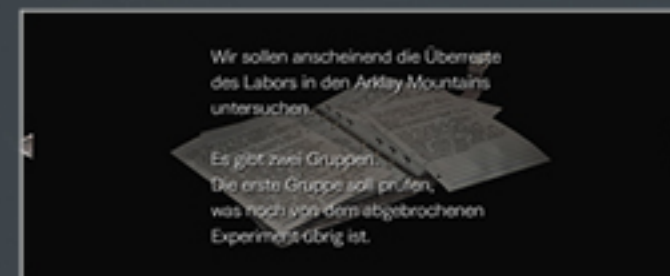 Wir sollen anscheinend die Überreste
des Labors in den Arklay Mountains
untersuchen.
Es gibt zwei Gruppen.
Die erste Gruppe soll prüfen,
was noch von dem abgebrochenen
Experiment übrig ist.